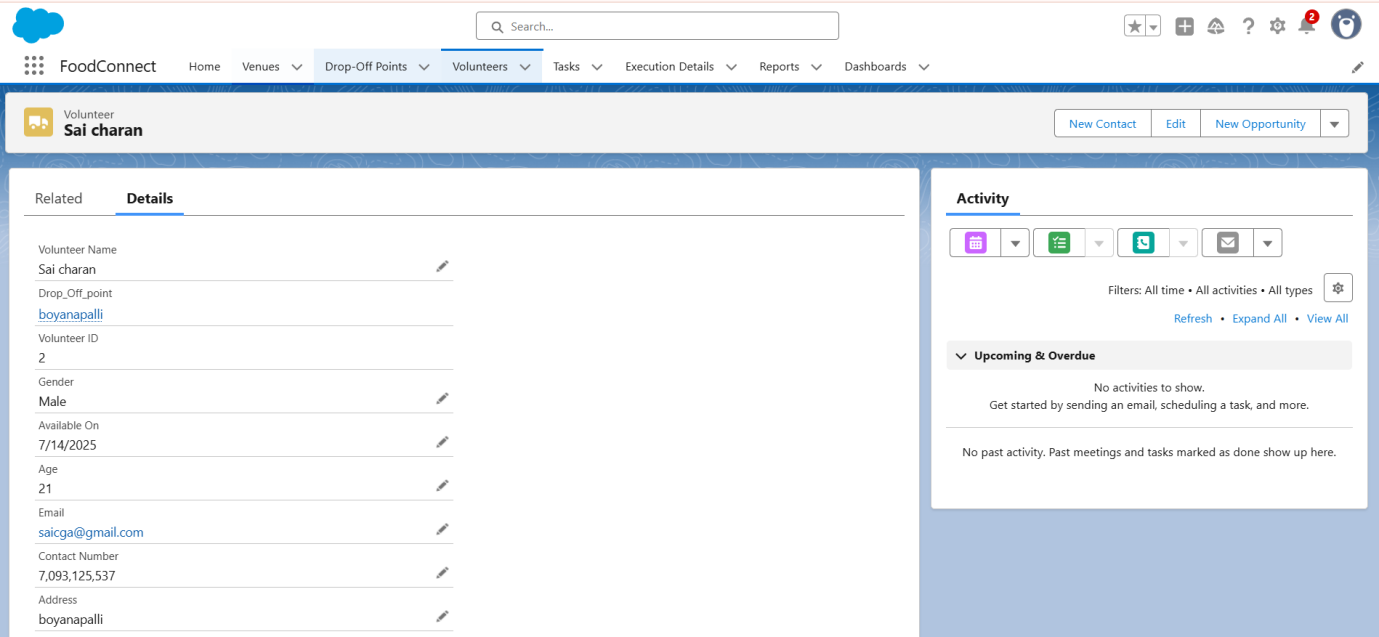 Search...
2
FoodConnect Home Venues Drop-Off Points Volunteers Tasks Execution Details Reports Dashboards
Volunteer
Sai charan
New Contact Edit New Opportunity
Related Details
Volunteer Name
Sai charan
Drop_Off_point
boyanapalli
Volunteer ID
2
Gender
Male
Available On
7/14/2025
Age
21
Email
saicga@gmail.com
Contact Number
7,093,125,537
Address
boyanapalli
Activity
Filters: All time • All activities • All types
Refresh • Expand All • View All
Upcoming & Overdue
No activities to show.
Get started by sending an email, scheduling a task, and more.
No past activity. Past meetings and tasks marked as done show up here.